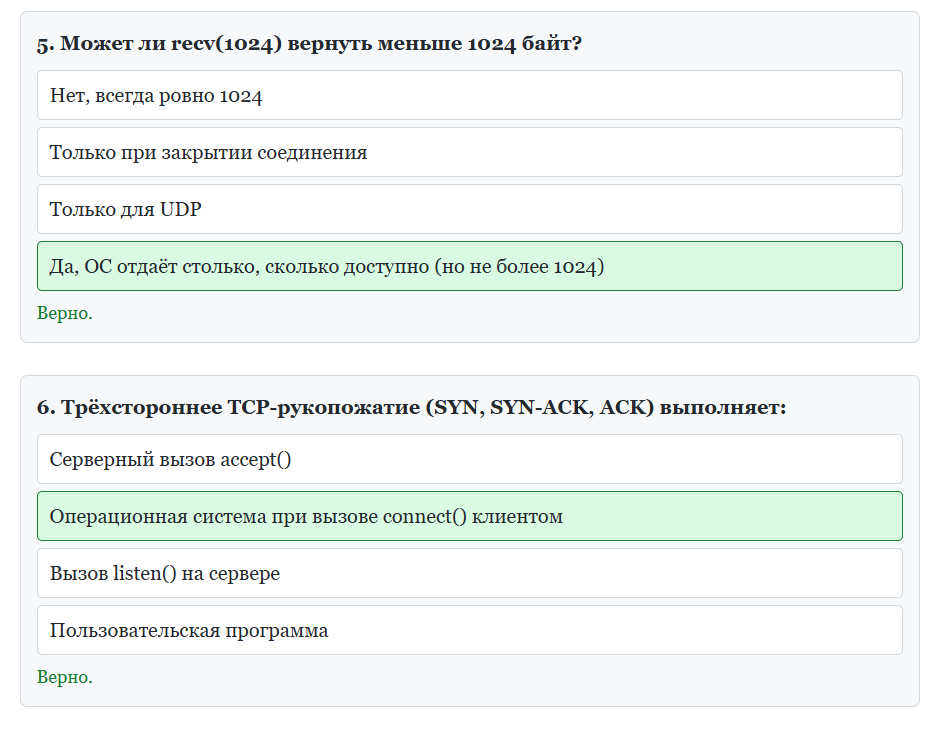 5. Может ли recv(1024) вернуть меньше 1024 байт?
Нет, всегда ровно 1024
Только при закрытии соединения
Только для UDP
Да, ОС отдаёт столько, сколько доступно (но не более 1024)
Верно.
6. Трёхстороннее TCP-рукопожатие (SYN, SYN-ACK, ACK) выполняет:
Серверный вызов accept()
Операционная система при вызове connect() клиентом
Вызов listen() на сервере
Пользовательская программа
Верно.